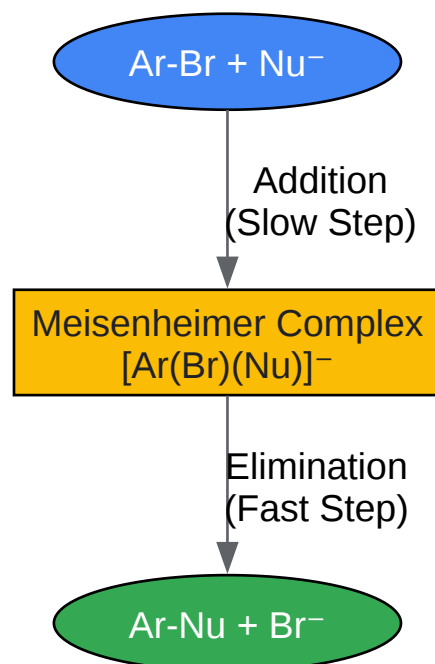 Ar-Br + Nu⁻
Addition
(Slow Step)
Meisenheimer Complex
[Ar(Br)(Nu)]⁻
Elimination
(Fast Step)
Ar-Nu + Br⁻